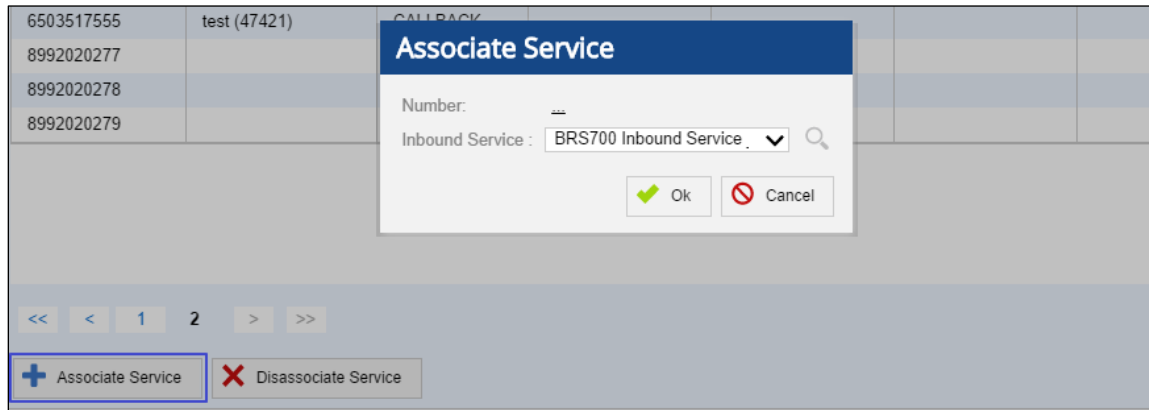 6503517555 test (47421) CALLBACK
8992020277
8992020278
8992020279
Associate Service
Number: ...
Inbound Service : BRS700 Inbound Service
Ok Cancel
<< < 1 2 > >>
Associate Service Disassociate Service